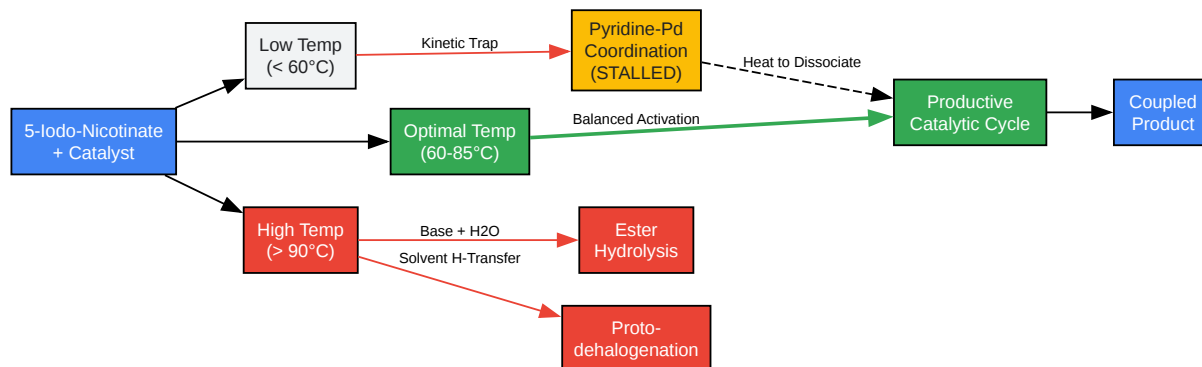 5-Iodo-Nicotinate
+ Catalyst
Low Temp
(< 60°C)
Kinetic Trap
Pyridine-Pd
Coordination
(STALLED)
Heat to Dissociate
Optimal Temp
(60-85°C)
Balanced Activation
Productive
Catalytic Cycle
Coupled
Product
High Temp
(> 90°C)
Base + H2O
Ester
Hydrolysis
Solvent H-Transfer
Proto-
dehalogenation